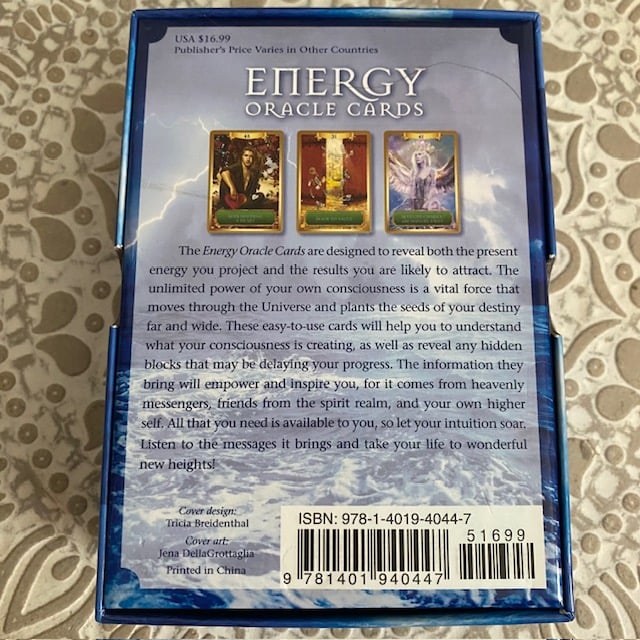 USA $16.99
Publisher's Price Varies in Other Countries
ENERGY
ORACLE CARDS
The Energy Oracle Cards are designed to reveal both the present
energy you project and the results you are likely to attract. The
unlimited power of your own consciousness is a vital force that
moves through the Universe and plants the seeds of your destiny
far and wide. These easy-to-use cards will help you to understand
what your consciousness is creating, as well as reveal any hidden
blocks that may be delaying your progress. The information they
bring will empower and inspire you, for it comes from heavenly
messengers, friends from the spirit realm, and your own higher
self. All that you need is available to you, so let your intuition soar.
Listen to the messages it brings and take your life to wonderful
new heights!
Cover design:
Tricia Breidenthal
Cover art:
Jena DellaGrottaglia
Printed in China
ISBN: 978-1-4019-4044-7
51699
9 781401 940447